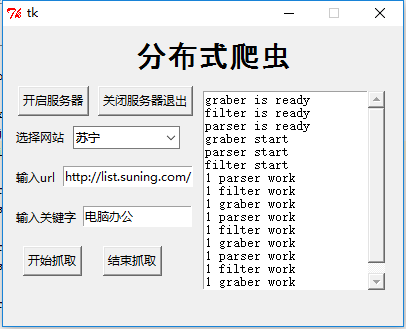 tk
分布式爬虫
开启服务器 关闭服务器退出
选择网站 苏宁
输入url http://list.suning.com/
输入关键字 电脑办公
开始抓取 结束抓取
graber is ready
filter is ready
parser is ready
graber start
parser start
filter start
1 parser work
1 filter work
1 graber work
1 parser work
1 filter work
1 graber work
1 parser work
1 filter work
1 graber work